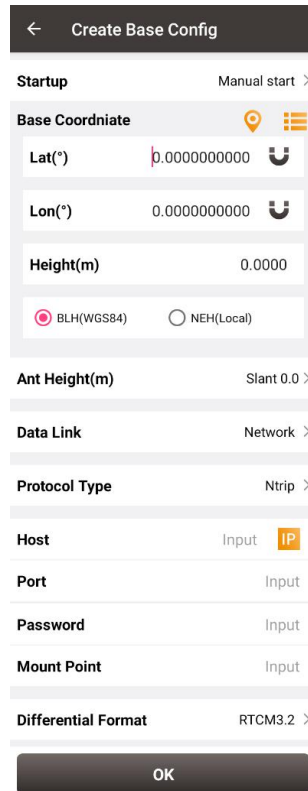 Create Base Config
Startup Manual start
Base Coordniate
Lat(°) 0.0000000000
Lon(°) 0.0000000000
Height(m) 0.0000
BLH(WGS84) NEH(Local)
Ant Height(m) Slant 0.0
Data Link Network
Protocol Type Ntrip
Host Input IP
Port Input
Password Input
Mount Point Input
Differential Format RTCM3.2
OK